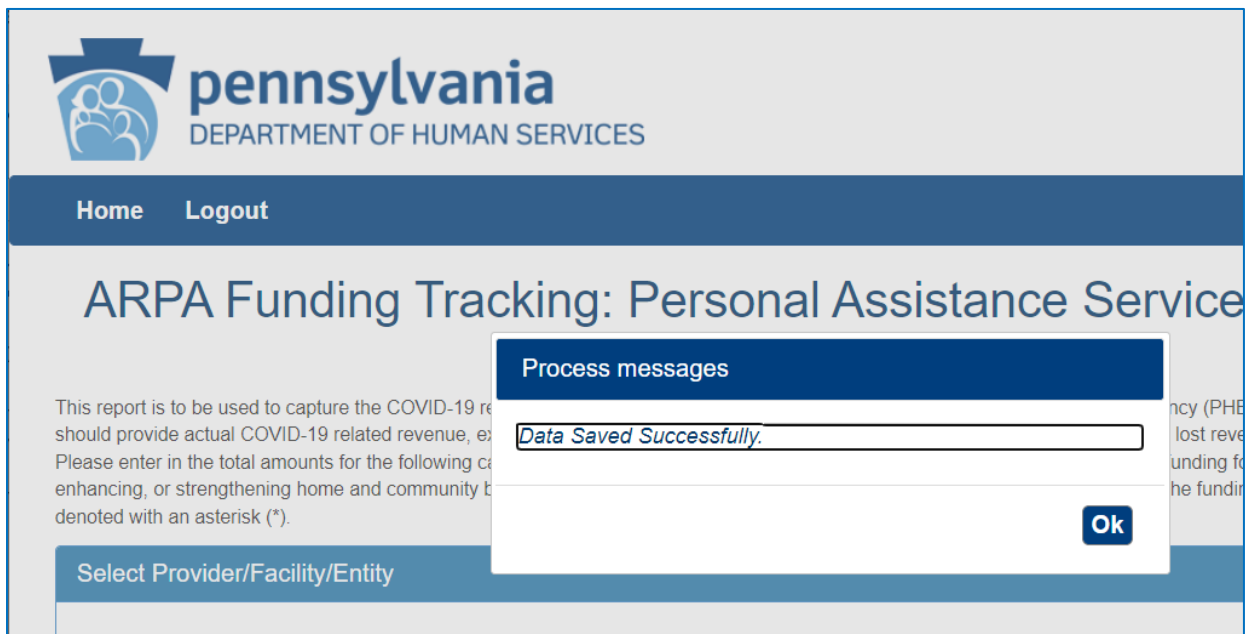 pennsylvania
DEPARTMENT OF HUMAN SERVICES
Home Logout
ARPA Funding Tracking: Personal Assistance Service
Process messages
Data Saved Successfully.
Ok
This report is to be used to capture the COVID-19 re ncy (PHE
should provide actual COVID-19 related revenue, ex lost reve
Please enter in the total amounts for the following ca unding fo
enhancing, or strengthening home and community b he fundin
denoted with an asterisk (*).
Select Provider/Facility/Entity